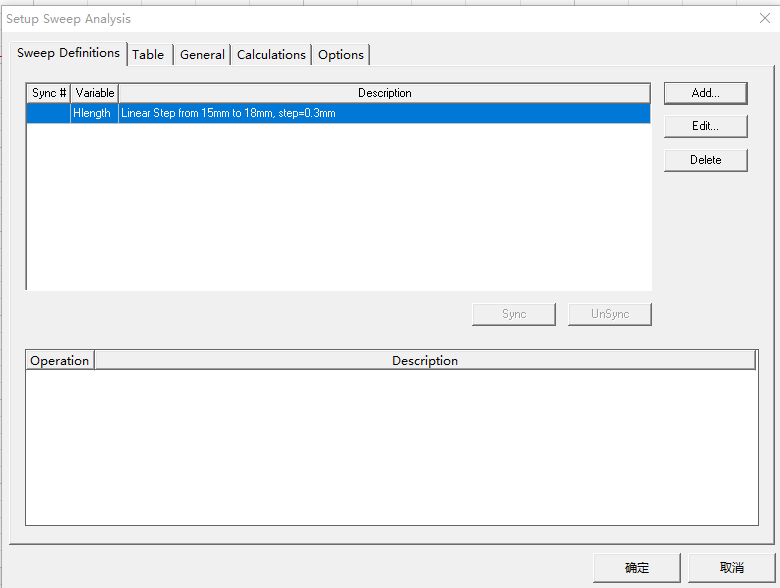 Setup Sweep Analysis
Sweep Definitions Table General Calculations Options
Sync # Variable Description
Hlength Linear Step from 15mm to 18mm, step=0.3mm
Add...
Edit...
Delete
Sync UnSync
Operation Description
确定 取消